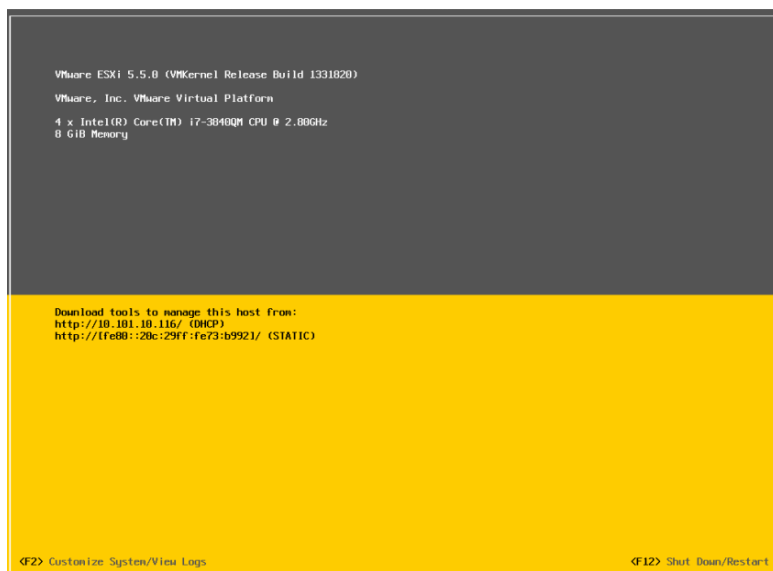 VMware ESXi 5.5.0 (VMKernel Release Build 1331820)
VMware, Inc. VMware Virtual Platform
4 x Intel(R) Core(TM) i7-3840QM CPU @ 2.80GHz
8 GiB Memory
Download tools to manage this host from:
http://10.101.10.116/ (DHCP)
http://[fe80::20c:29ff:fe73:b992]/ (STATIC)
<F2> Customize System/View Logs
<F12> Shut Down/Restart